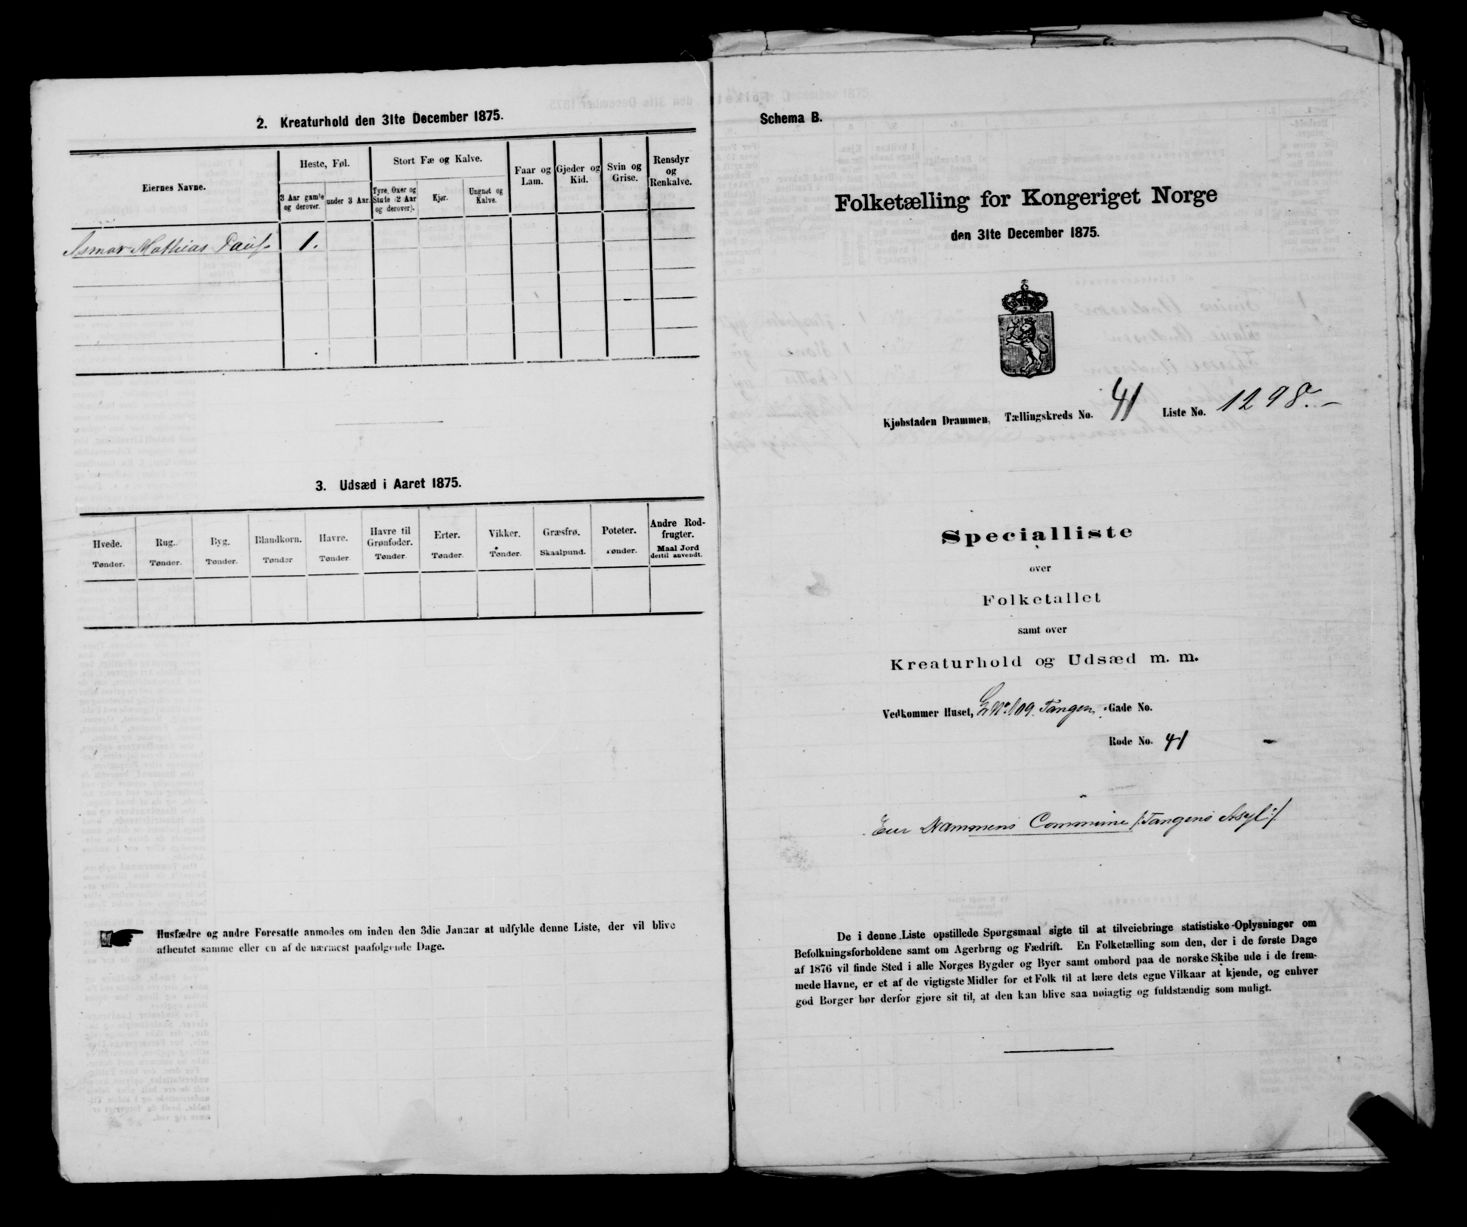 2. Kreaturhold den 31te December 1875.
Eiernes Navne.
Heste, Føl.
Stort Fæ og Kalve.
Faar og Lam.
Gjeder og Kid.
Svin og Grise.
Rensdyr og Renkalve.
3 Aar gamle og derover.
under 3 Aar.
Tyre, Oxer og Stude (2 Aar og derover).
Kjør.
Ungnøt og Kalve.
Mathias 1.
3. Udsæd i Aaret 1875.
Hvede. Tønder.
Rug. Tønder.
Byg. Tønder.
Blandkorn. Tønder
Havre. Tønder
Havre til Grønfoder. Tønder.
Erter. Tønder.
Vikker. Tønder.
Græsfrø. Skaalpund.
Poteter. Tønder.
Andre Rodfrugter. Maal Jord dertil anvendt.
Husfædre og andre Foresatte anmodes om inden den 3die Januar at udfylde denne Liste, der vil blive
afhentet samme eller en af de nærmest paafølgende Dage.
Schema B.
Folketælling for Kongeriget Norge
den 31te December 1875.
Kjøbstaden Drammen, Tællingskreds No. 41 Liste No. 1298.
Specialliste
over
Folketallet
samt over
Kreaturhold og Udsæd m. m.
Vedkommer Huset, 109. Tangen, Gade No.
Rode No. 41
Eier Drammens Commune /:Tangens Asyl:/
De i denne Liste opstillede Spørgsmaal sigte til at tilveiebringe statistiske Oplysninger om
Befolkningsforholdene samt om Agerbrug og Fædrift. En Folketælling som den, der i de første Dage
af 1876 vil finde Sted i alle Norges Bygder og Byer samt ombord paa de norske Skibe ude i de frem-
mede Havne, er et af de vigtigste Midler for et Folk til at lære dets egne Vilkaar at kjende, og enhver
god Borger bør derfor gjøre sit til, at den kan blive saa nøiagtig og fuldstændig som muligt.